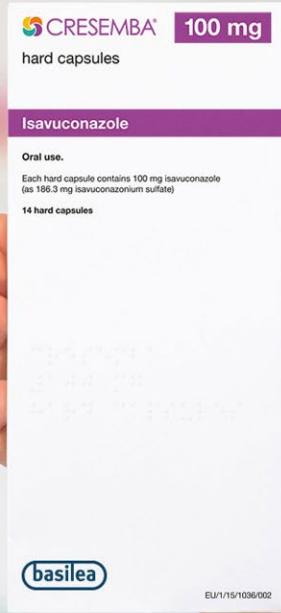 CRESEMBA® 100 mg
hard capsules
Isavuconazole
Oral use.
Each hard capsule contains 100 mg isavuconazole
(as 186.3 mg isavuconazonium sulfate)
14 hard capsules
basilea
EU/1/15/1036/002